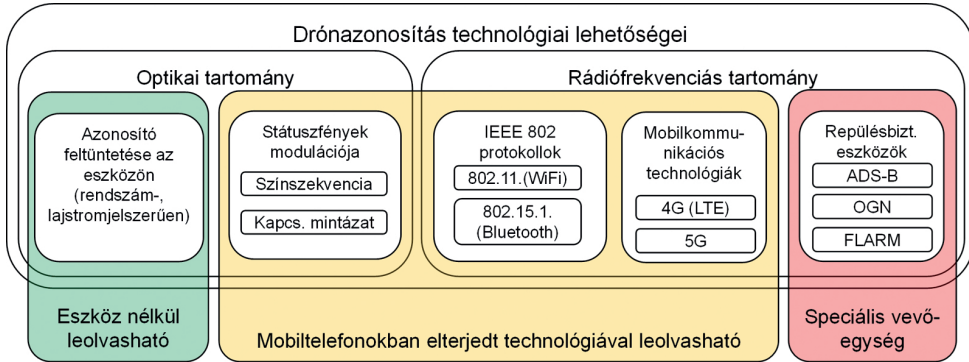 Drónazonosítás technológiai lehetőségei
Optikai tartomány
Rádiófrekvenciás tartomány
Azonosító
feltüntetése az
eszközön
(rendszám-,
lajstromjelszerűen)
Státuszfények
modulációja
Színszekvencia
Kapcs. mintázat
IEEE 802
protokollok
802.11.(WiFi)
802.15.1.
(Bluetooth)
Mobilkommu-
nikációs
technológiák
4G (LTE)
5G
Repülésbizt.
eszközök
ADS-B
OGN
FLARM
Eszköz nélkül
leolvasható
Mobiltelefonokban elterjedt technológiával leolvasható
Speciális vevő-
egység